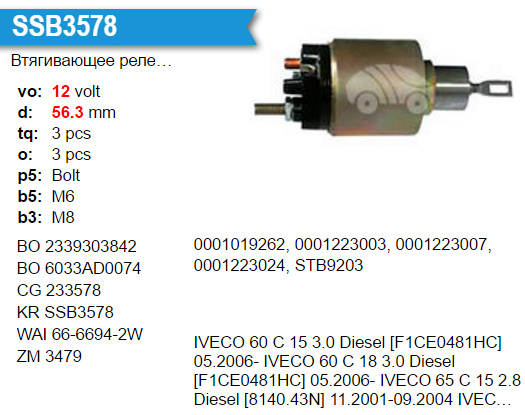 SSB3578
Втягивающее реле…
vo: 12 volt
d: 56.3 mm
tq: 3 pcs
o: 3 pcs
p5: Bolt
b5: M6
b3: M8
BO 2339303842
BO 6033AD0074
CG 233578
KR SSB3578
WAI 66-6694-2W
ZM 3479
0001019262, 0001223003, 0001223007,
0001223024, STB9203
IVECO 60 C 15 3.0 Diesel [F1CE0481HC]
05.2006- IVECO 60 C 18 3.0 Diesel
[F1CE0481HC] 05.2006- IVECO 65 C 15 2.8
Diesel [8140.43N] 11.2001-09.2004 IVEC…